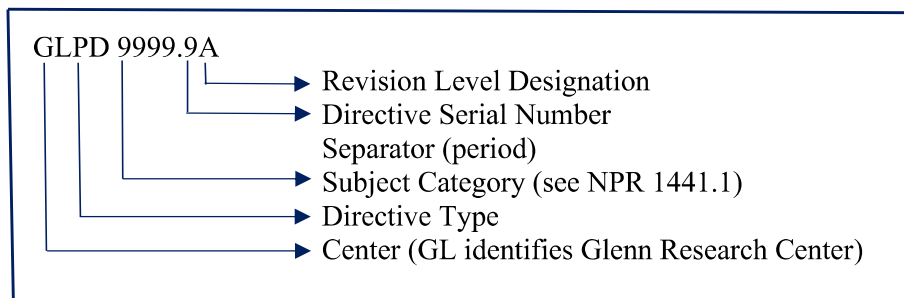 GLPD 9999.9A
Revision Level Designation
Directive Serial Number
Separator (period)
Subject Category (see NPR 1441.1)
Directive Type
Center (GL identifies Glenn Research Center)